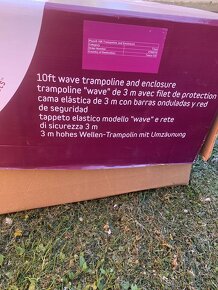 10ft wave trampoline and enclosure
trampoline "wave" de 3 m avec filet de protection
cama elástica de 3 m con barras onduladas y red
de seguridad
tappeto elastico modello "wave" e rete
di sicurezza 3 m
3 m hohes Wellen-Trampolin mit Umzäunung